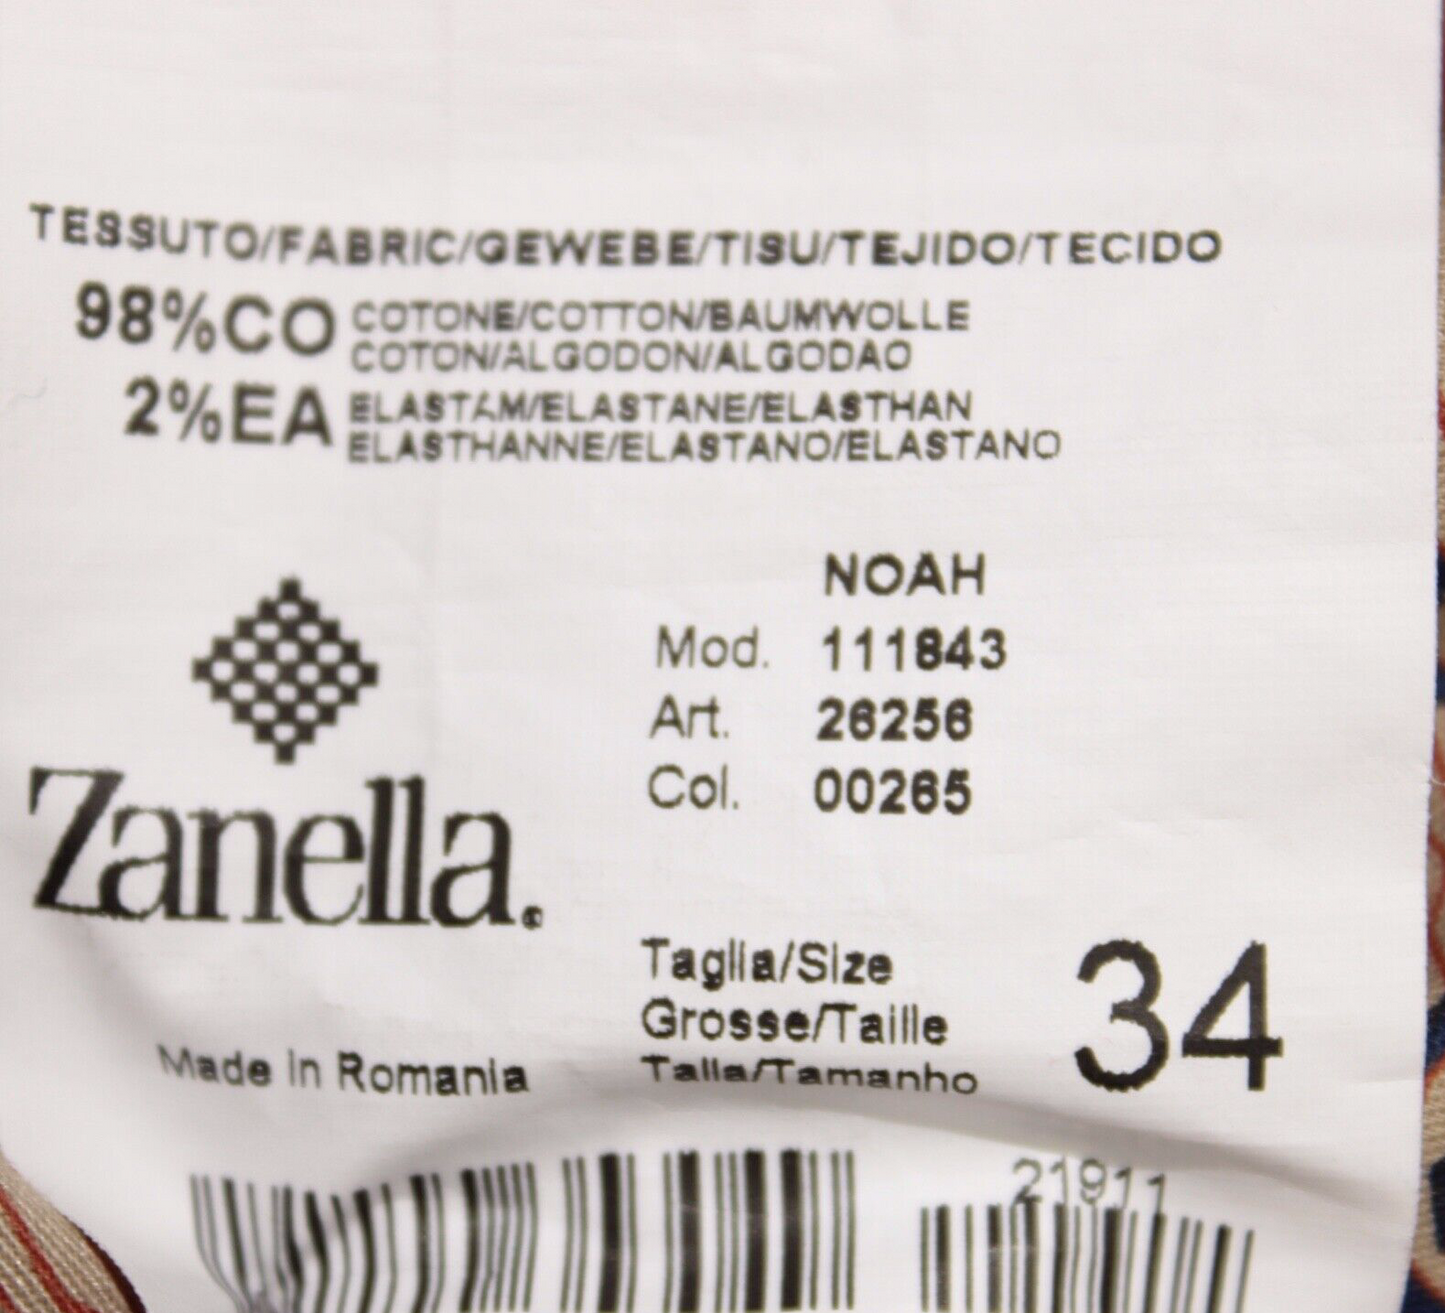 TESSUTO/FABRIC/GEWEBE/TISU/TEJIDO/TECIDO
98%CO COTONE/COTTON/BAUMWOLLE
COTON/ALGODON/ALGODAO
2%EA ELASTAM/ELASTANE/ELASTHAN
ELASTHANNE/ELASTANO/ELASTANO
NOAH
Mod. 111843
Art. 26256
Col. 00265
Zanella.
Taglia/Size
Grosse/Taille
Talla/Tamanho
34
Made in Romania
21911